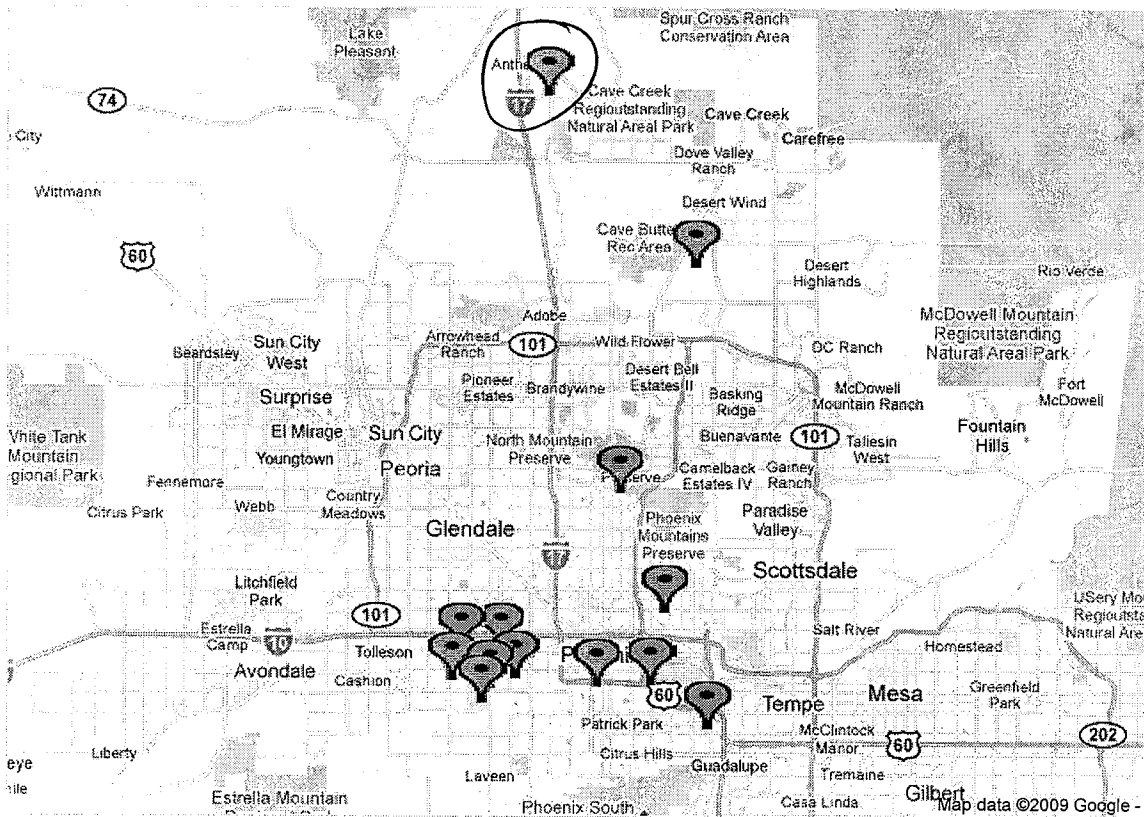 Lake
Pleasant
Spur Cross Ranch
Conservation Area
Anthe
17
74
Cave Creek
Regioutstanding
Natural Areal Park
Cave Creek
Carefree
City
Dove Valley
Ranch
Wittmann
Desert Wind
60
Cave Butte
Rec Area
Desert
Highlands
Rio Verde
Adobe
McDowell Mountain
Regioutstanding
Natural Areal Park
Beardsley
Sun City
West
Arrowhead
Ranch
101
Wild Flower
DC Ranch
Pioneer
Estates
Brandywine
Desert Bell
Estates II
Basking
Ridge
McDowell
Mountain Ranch
Fort
McDowell
Surprise
El Mirage
Sun City
North Mountain
Preserve
Buenavante
101
Taliesin
West
Fountain
Hills
White Tank
Mountain
gional Park
Youngtown
Peoria
Camelback
Estates IV
Gainey
Ranch
Fennemore
Citrus Park
Webb
Country
Meadows
Glendale
Phoenix
Mountains
Preserve
Paradise
Valley
17
Scottsdale
Litchfield
Park
101
USery Mo
Regioutst
Natural Are
Estrella
Camp
10
Avondale
Tolleson
Cashion
Salt River
Homestead
60
Tempe
Mesa
Greenfield
Park
Patrick Park
McClintock
Manor
60
202
Liberty
eye
Citrus Hills
Guadalupe
Tremaine
Laveen
Estrella Mountain
Phoenix South
Casa Linda
Gilbert
Map data ©2009 Google -